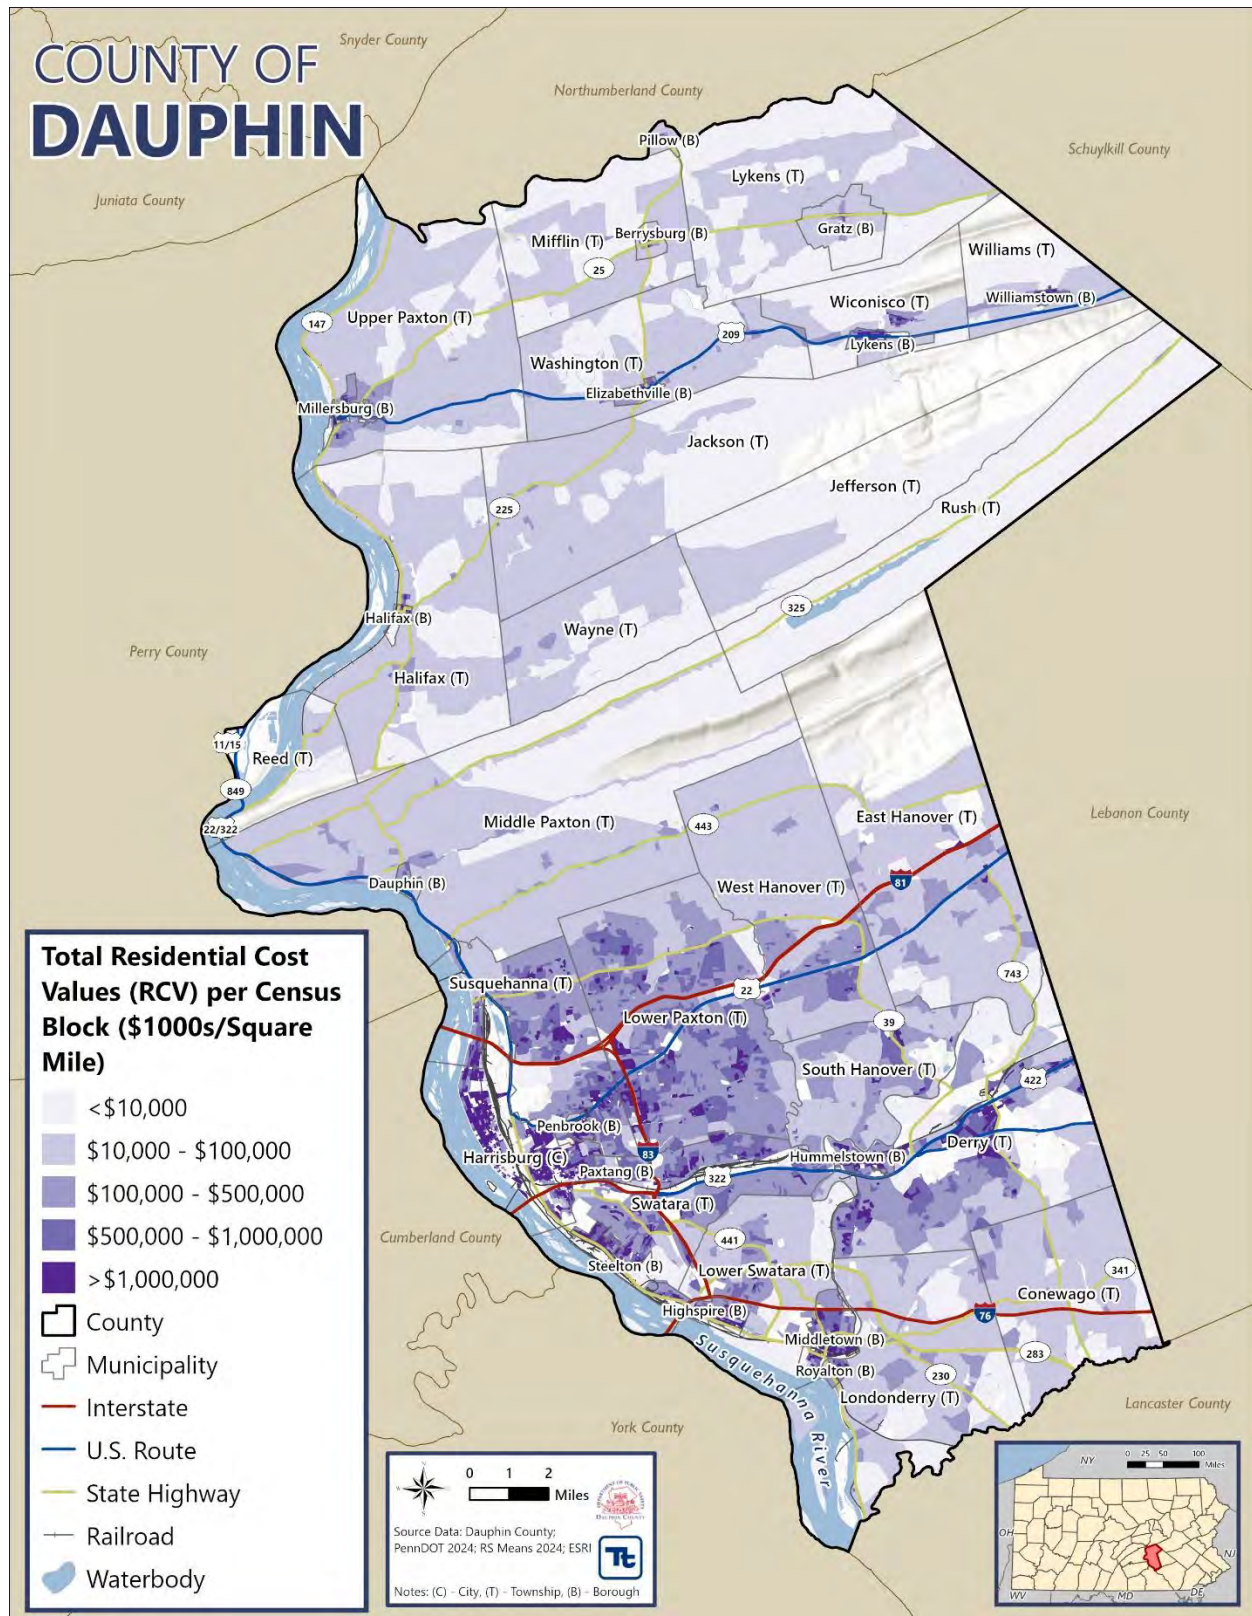 COUNTY OF
DAUPHIN
Snyder County
Northumberland County
Schuylkill County
Juniata County
Pillow (B)
Lykens (T)
Mifflin (T)
Berrysburg (B)
Gratz (B)
Williams (T)
25
Upper Paxton (T)
147
Wiconisco (T)
Williamstown (B)
209
Lykens (B)
Washington (T)
Elizabethville (B)
Millersburg (B)
Jackson (T)
Jefferson (T)
Rush (T)
225
325
Halifax (B)
Wayne (T)
Perry County
Halifax (T)
11/15
Reed (T)
849
22/322
Middle Paxton (T)
443
East Hanover (T)
Lebanon County
Dauphin (B)
West Hanover (T)
81
743
Susquehanna (T)
22
Lower Paxton (T)
39
South Hanover (T)
422
Penbrook (B)
Derry (T)
Harrisburg (C)
83
Hummelstown (B)
Paxtang (B)
322
Swatara (T)
Cumberland County
441
Steelton (B)
Lower Swatara (T)
341
Conewago (T)
Highspire (B)
76
Middletown (B)
283
Royalton (B)
230
Londonderry (T)
Susquehanna River
York County
Lancaster County
Total Residential Cost
Values (RCV) per Census
Block ($1000s/Square
Mile)
<$10,000
$10,000 - $100,000
$100,000 - $500,000
$500,000 - $1,000,000
>$1,000,000
County
Municipality
Interstate
U.S. Route
State Highway
Railroad
Waterbody
0 1 2
Miles
Source Data: Dauphin County;
PennDOT 2024; RS Means 2024; ESRI
Notes: (C) - City, (T) - Township, (B) - Borough
DAUPHIN COUNTY
Tt
0 25 50 100
Miles
NY
OH
NJ
WV
MD
DE